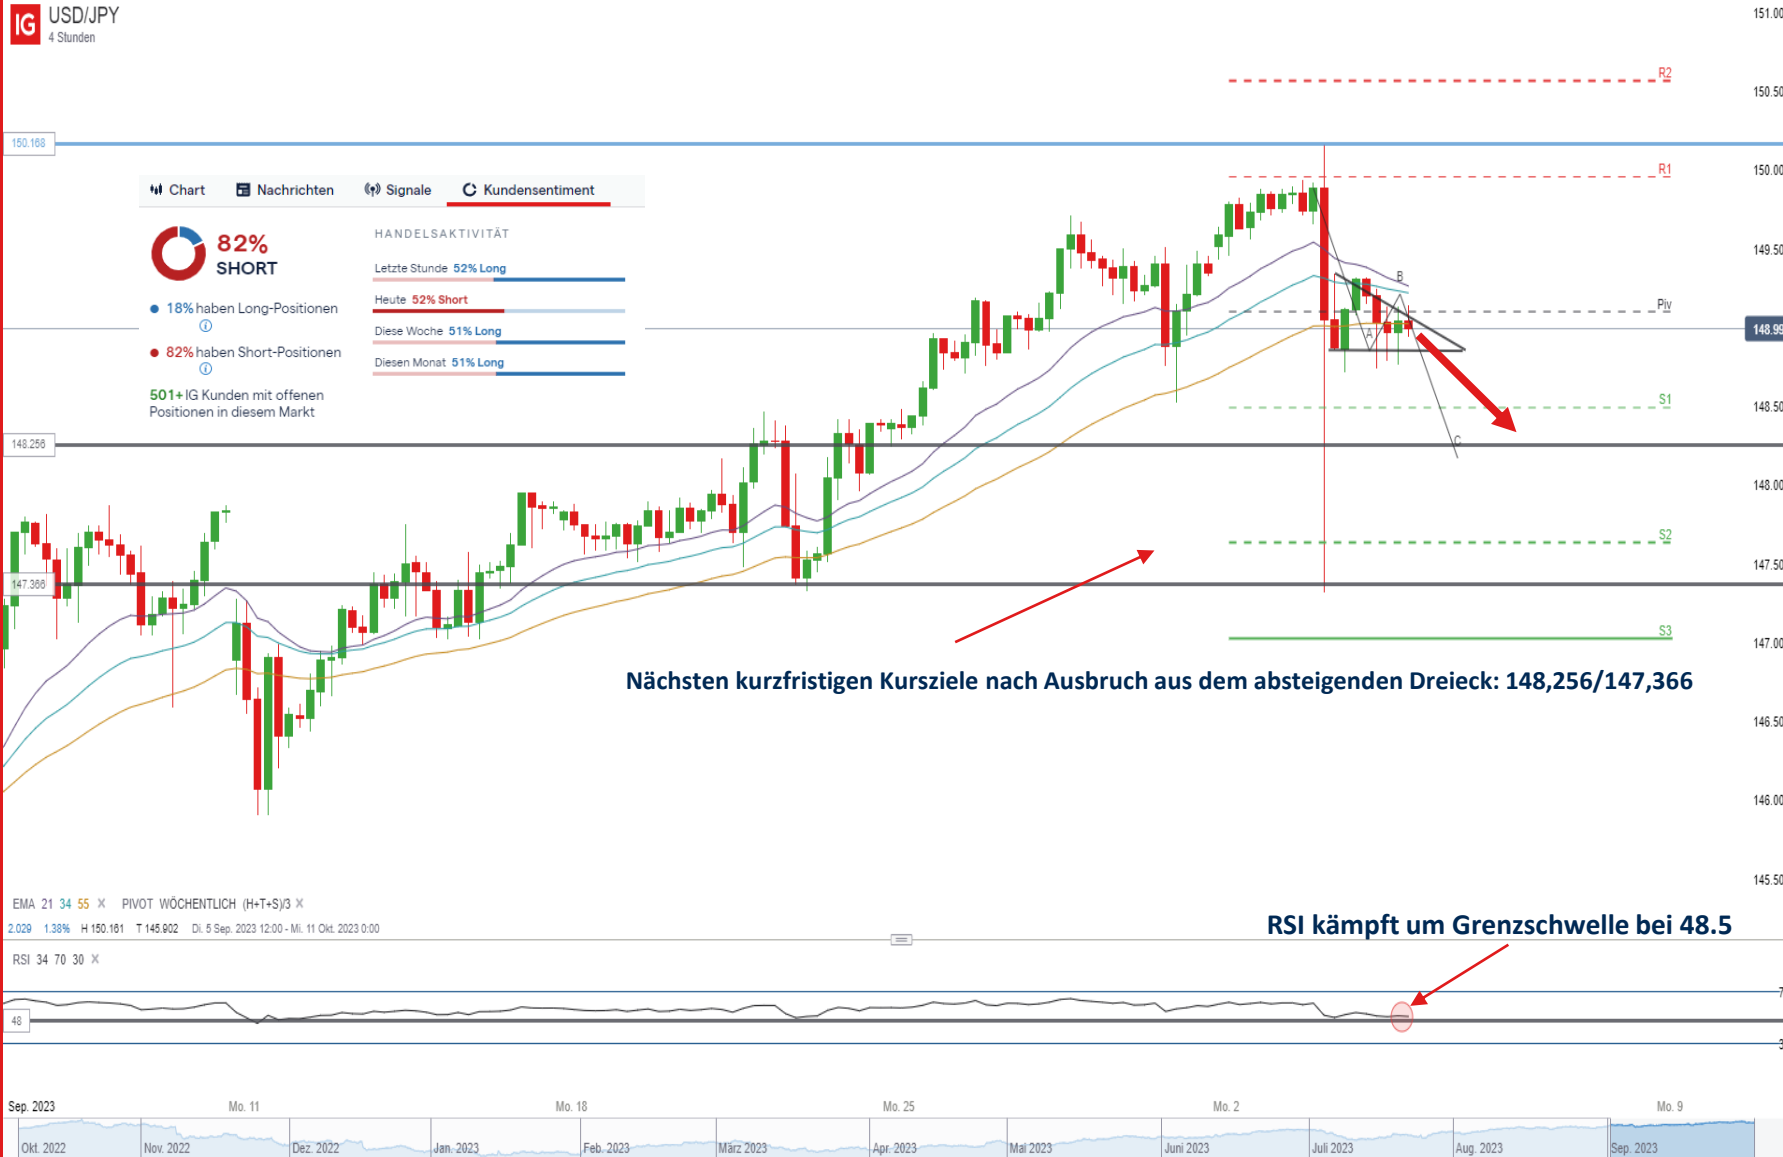 IG
USD/JPY
4 Stunden
151.00
R2
150.50
150.168
150.00
R1
Chart Nachrichten Signale Kundensentiment
82%
SHORT
HANDELSAKTIVITÄT
Letzte Stunde 52% Long
Heute 52% Short
Diese Woche 51% Long
Diesen Monat 51% Long
18% haben Long-Positionen
82% haben Short-Positionen
501+ IG Kunden mit offenen
Positionen in diesem Markt
149.50
B
Piv
A
148.99
S1
148.50
148.256
C
148.00
S2
147.50
147.366
S3
147.00
Nächsten kurzfristigen Kursziele nach Ausbruch aus dem absteigenden Dreieck: 148,256/147,366
146.50
146.00
145.50
EMA 21 34 55 X PIVOT WÖCHENTLICH (H+T+S)/3 X
2.029 1.38% H 150.161 T 145.902 Di. 5 Sep. 2023 12:00 - Mi. 11 Okt. 2023 0:00
RSI kämpft um Grenzschwelle bei 48.5
RSI 34 70 30 X
7
48
3
Sep. 2023 Mo. 11 Mo. 18 Mo. 25 Mo. 2 Mo. 9
Okt. 2022 Nov. 2022 Dez. 2022 Jan. 2023 Feb. 2023 März 2023 Apr. 2023 Mai 2023 Juni 2023 Juli 2023 Aug. 2023 Sep. 2023